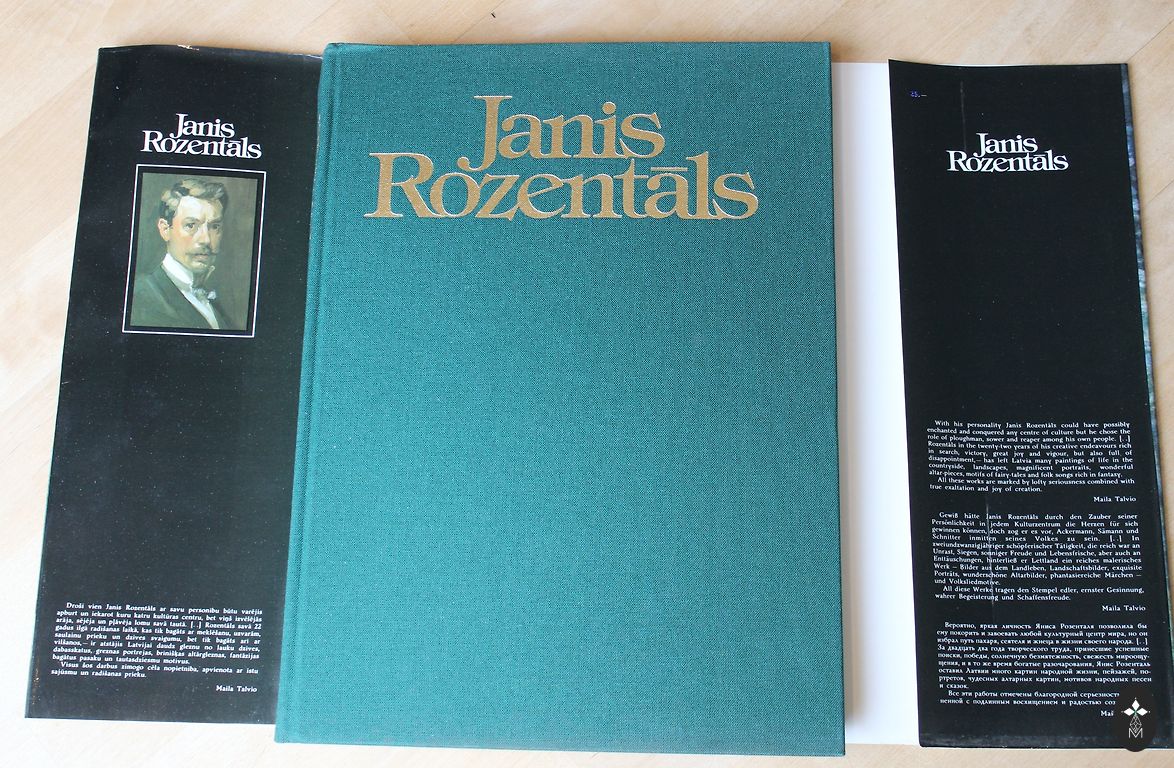 Janis
Rozentāls
Droši vien Janis Rozentāls ar savu personību būtu varējis
apburt un iekarot kuru katru kultūras centru, bet viņš izvēlējās
arāja, sējēja un pļāvēja lomu savā tautā. [..] Rozentāls savā 22
gadus ilgā radīšanas laikā, kas tik bagāts ar meklēšanu, uzvarām,
saulainu prieku un dzīves svaigumu, bet tik bagāts arī ar
vilšanos,— ir atstājis Latvijai daudz gleznu no lauku dzīves,
dabasskatus, greznas portrejas, brīnišķas altārgleznas, fantāzijas
bagātus pasaku un tautasdziesmu motīvus.
Visus šos darbus zīmogo cēla nopietnība, apvienota ar īstu
sajūsmu un radīšanas prieku.
Maila Talvio
Janis
Rozentāls
25.—
Janis
Rozentāls
With his personality Janis Rozentāls could have possibly
enchanted and conquered any centre of culture but he chose the
role of ploughman, sower and reaper among his own people. [..]
Rozentāls in the twenty-two years of his creative endeavours rich
in search, victory, great joy and vigour, but also full of
disappointment,— has left Latvia many paintings of life in the
countryside, landscapes, magnificent portraits, wonderful
altar-pieces, motifs of fairy-tales and folk songs rich in fantasy.
All these works are marked by lofty seriousness combined with
true exaltation and joy of creation.
Maila Talvio
Gewiß hätte Janis Rozentāls durch den Zauber seiner
Persönlichkeit in jedem Kulturzentrum die Herzen für sich
gewinnen können, doch zog er es vor, Ackermann, Sämann und
Schnitter inmitten seines Volkes zu sein. [..] In
zweiundzwanzigjähriger schöpferischer Tätigkeit, die reich war an
Unrast, Siegen, sonniger Freude und Lebensfrische, aber auch an
Enttäuschungen, hinterließ er Lettland ein reiches malerisches
Werk — Bilder aus dem Landleben, Landschaftsbilder, exquisite
Porträts, wunderschöne Altarbilder, phantasiereiche Märchen —
und Volksliedmotive.
All diese Werke tragen den Stempel edler, ernster Gesinnung,
wahrer Begeisterung und Schaffensfreude.
Maila Talvio
Вероятно, яркая личность Яниса Розенталя позволила бы
ему покорить и завоевать любой культурный центр мира, но он
избрал путь пахаря, сеятеля и жнеца в жизни своего народа. [..]
За двадцать два года творческого труда, принесшие успешные
поиски, победы, солнечную безмятежность, свежесть мироощу-
щения, и в то же время богатые разочарования, Янис Розенталь
оставил Латвии много картин народной жизни, пейзажей, по-
ртретов, чудесных алтарных картин, мотивов народных песен
и сказок.
Все эти работы отмечены благородной серьезност
ненной с подлинным восхищением и радостью соз
Май
M